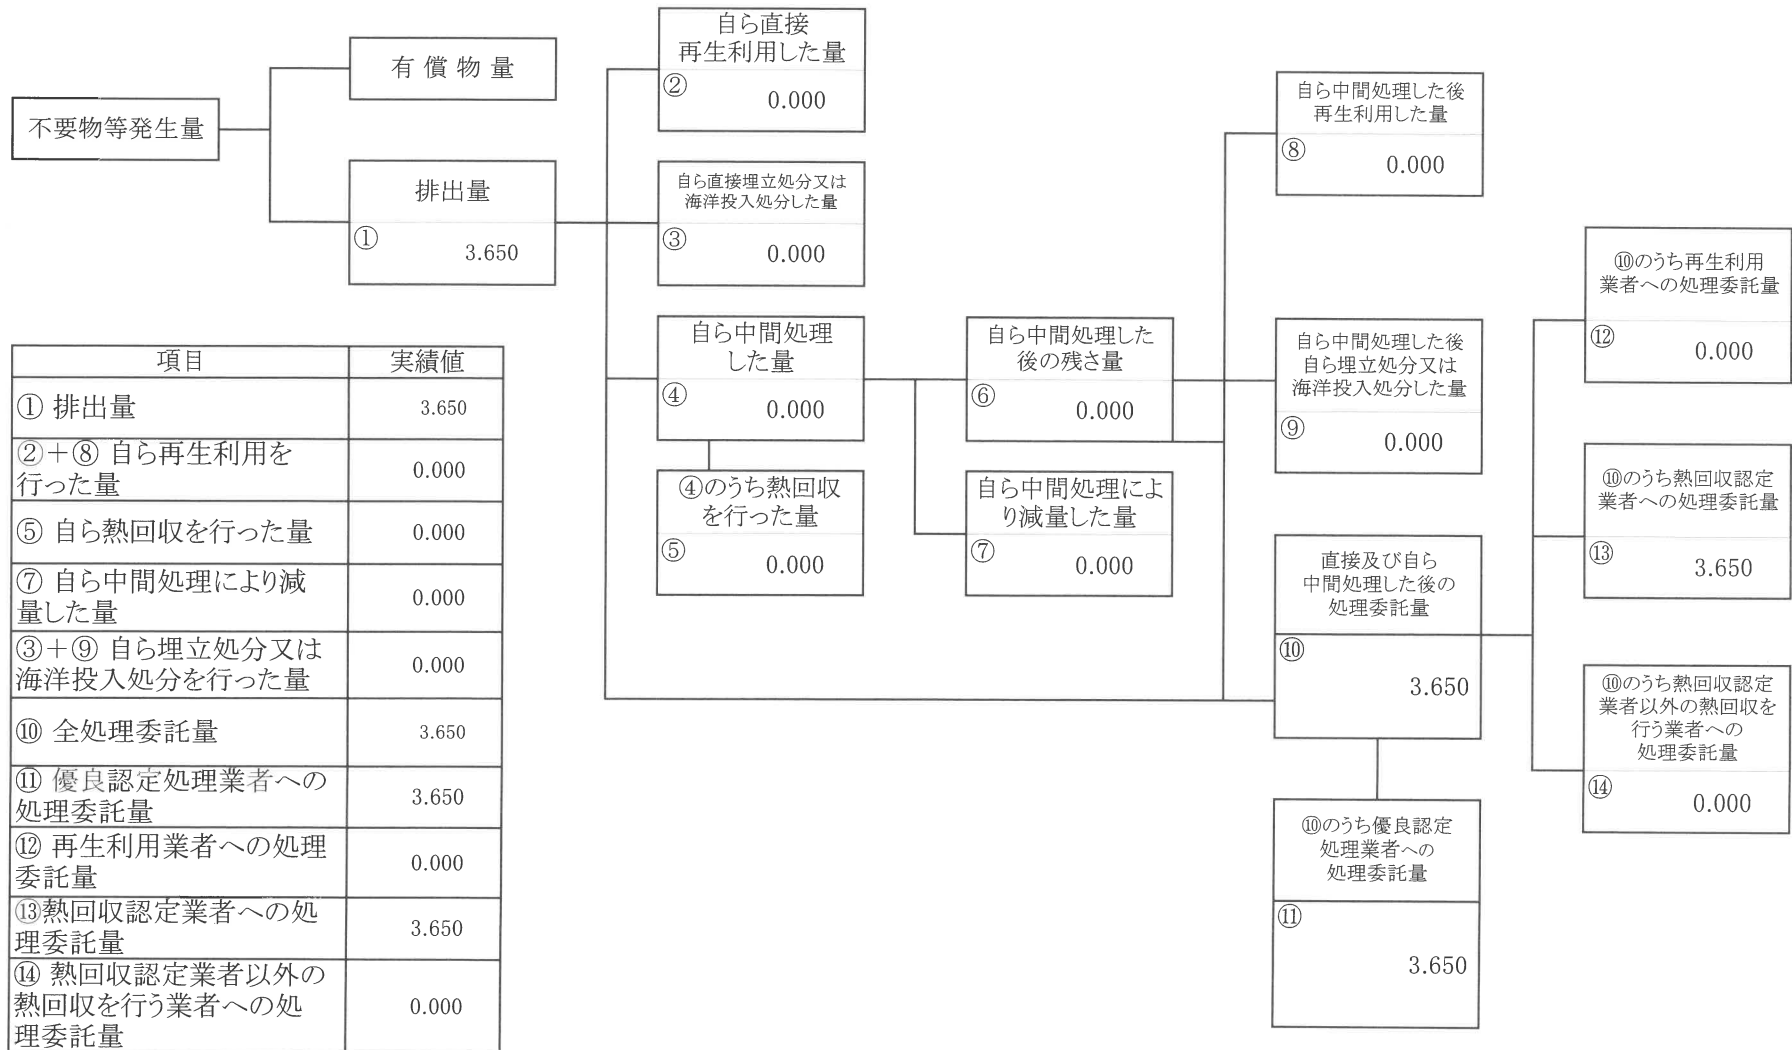 不要物等発生量
有償物量
排出量
①
3.650
自ら直接
再生利用した量
②
0.000
自ら直接埋立処分又は
海洋投入処分した量
③
0.000
自ら中間処理
した量
④
0.000
④のうち熱回収
を行った量
⑤
0.000
自ら中間処理した
後の残さ量
⑥
0.000
自ら中間処理によ
り減量した量
⑦
0.000
自ら中間処理した後
再生利用した量
⑧
0.000
自ら中間処理した後
自ら埋立処分又は
海洋投入処分した量
⑨
0.000
直接及び自ら
中間処理した後の
処理委託量
⑩
3.650
⑩のうち優良認定
処理業者への
処理委託量
⑪
3.650
⑩のうち再生利用
業者への処理委託量
⑫
0.000
⑩のうち熱回収認定
業者への処理委託量
⑬
3.650
⑩のうち熱回収認定
業者以外の熱回収を
行う業者への
処理委託量
⑭
0.000
項目 実績値
① 排出量 3.650
②＋⑧ 自ら再生利用を
行った量 0.000
⑤ 自ら熱回収を行った量 0.000
⑦ 自ら中間処理により減
量した量 0.000
③＋⑨ 自ら埋立処分又は
海洋投入処分を行った量 0.000
⑩ 全処理委託量 3.650
⑪ 優良認定処理業者への
処理委託量 3.650
⑫ 再生利用業者への処理
委託量 0.000
⑬熱回収認定業者への処
理委託量 3.650
⑭ 熱回収認定業者以外の
熱回収を行う業者への処
理委託量 0.000